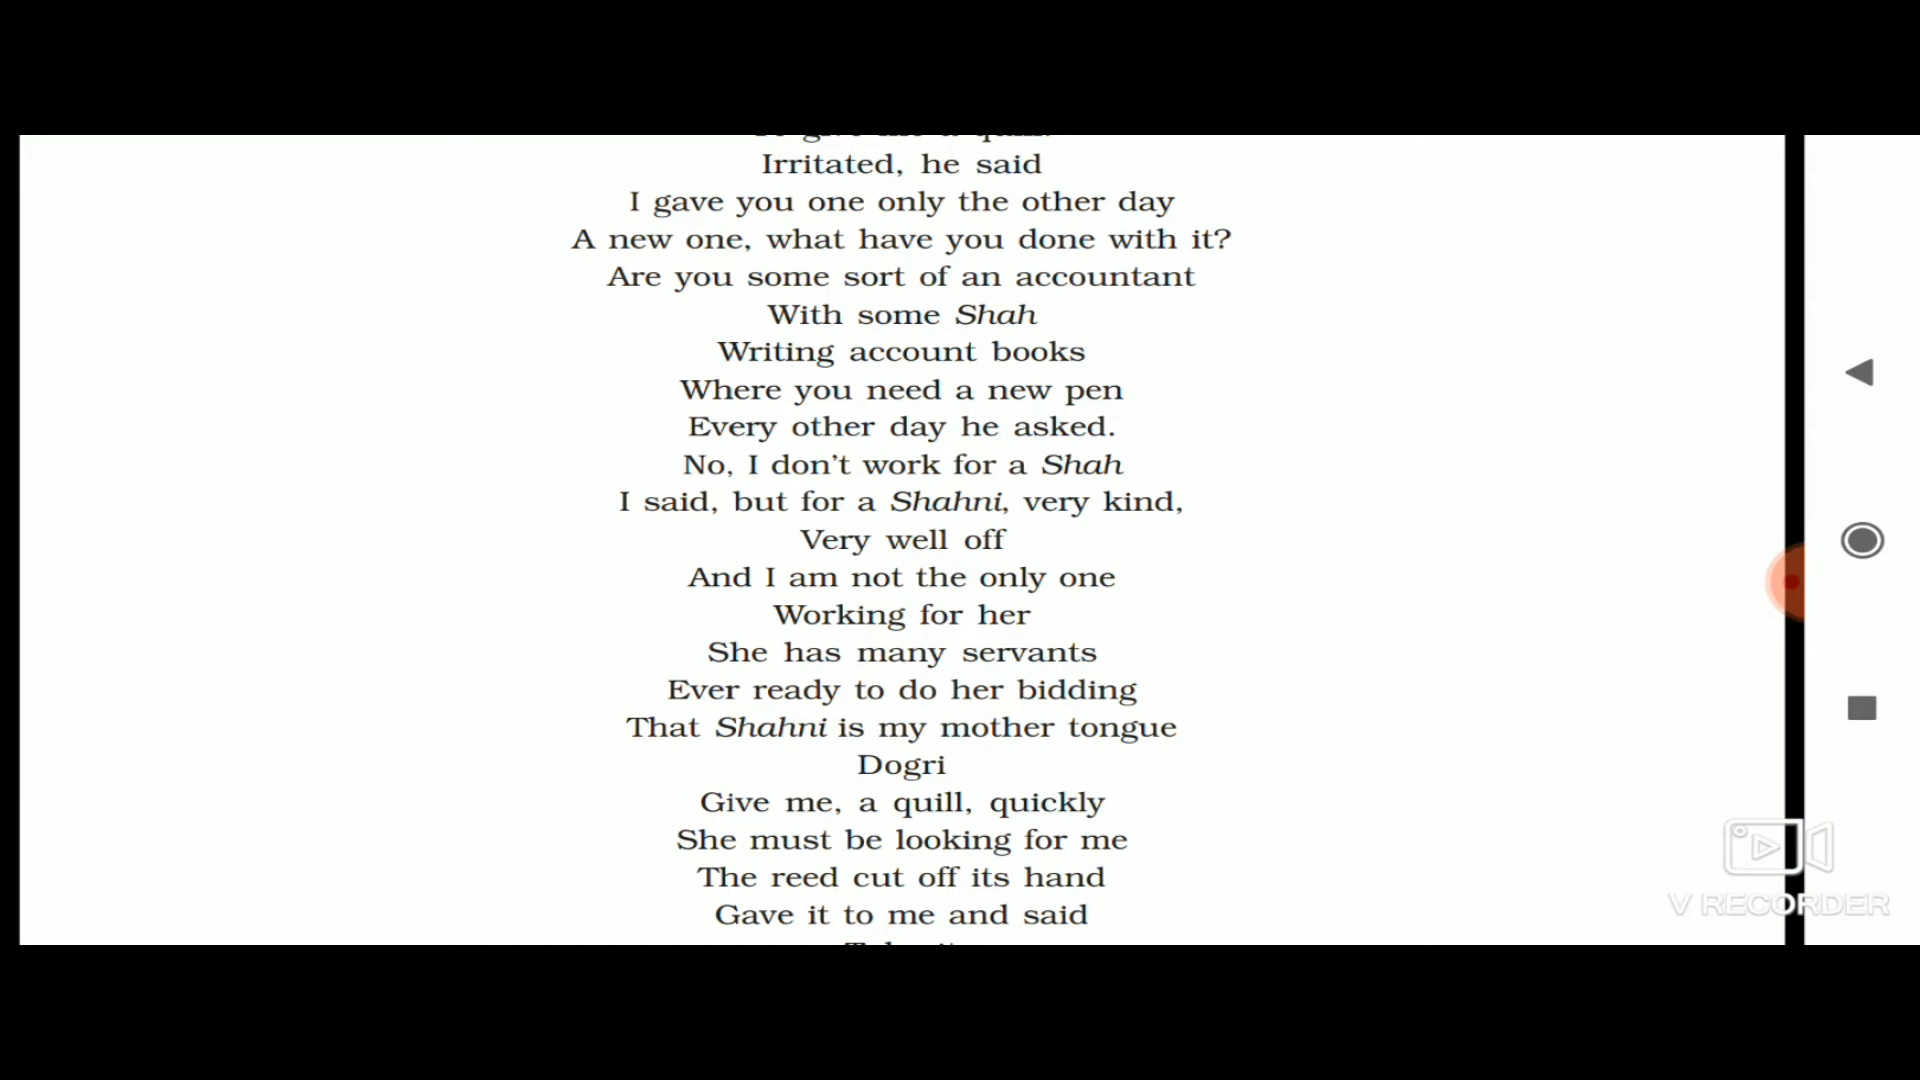 Irritated, he said
I gave you one only the other day
A new one, what have you done with it?
Are you some sort of an accountant
With some Shah
Writing account books
Where you need a new pen
Every other day he asked.
No, I don't work for a Shah
I said, but for a Shahni, very kind,
Very well off
And I am not the only one
Working for her
She has many servants
Ever ready to do her bidding
That Shahni is my mother tongue
Dogri
Give me, a quill, quickly
She must be looking for me
The reed cut off its hand
Gave it to me and said
V RECORDER